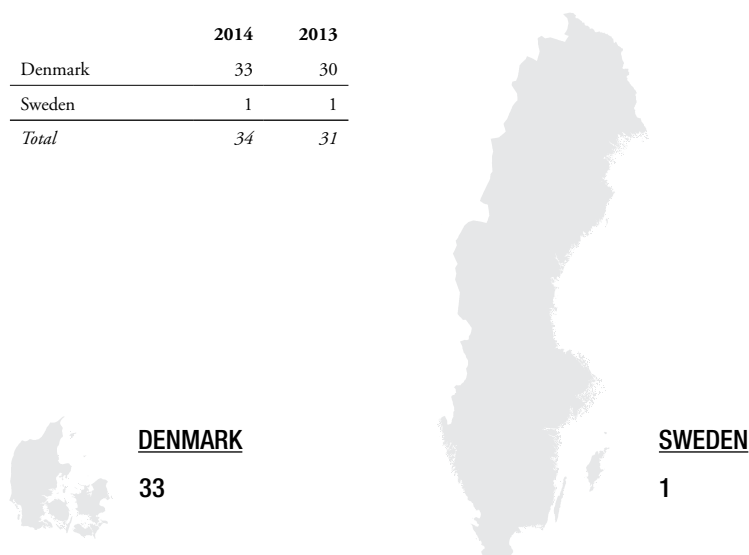 2014 2013
Denmark 33 30
Sweden 1 1
Total 34 31
DENMARK
33
SWEDEN
1